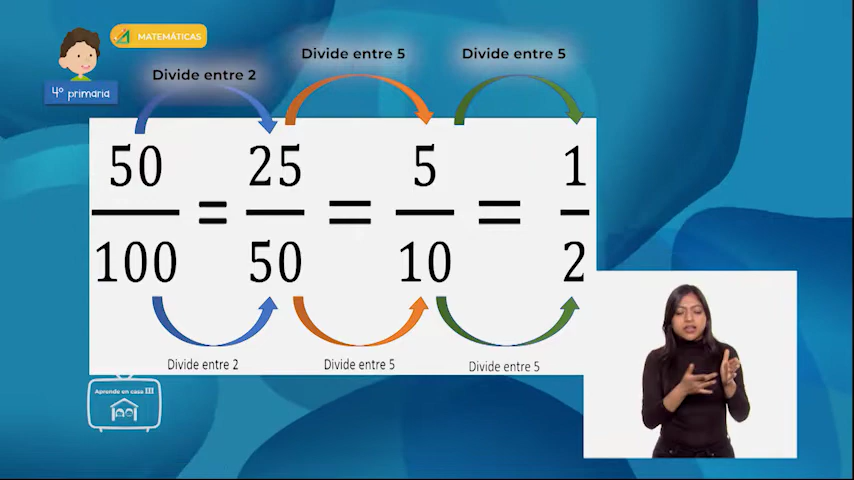 MATEMÁTICAS
4º primaria
Divide entre 2
Divide entre 5
Divide entre 5
50/100 = 25/50 = 5/10 = 1/2
Divide entre 2
Divide entre 5
Divide entre 5
Aprende en casa III